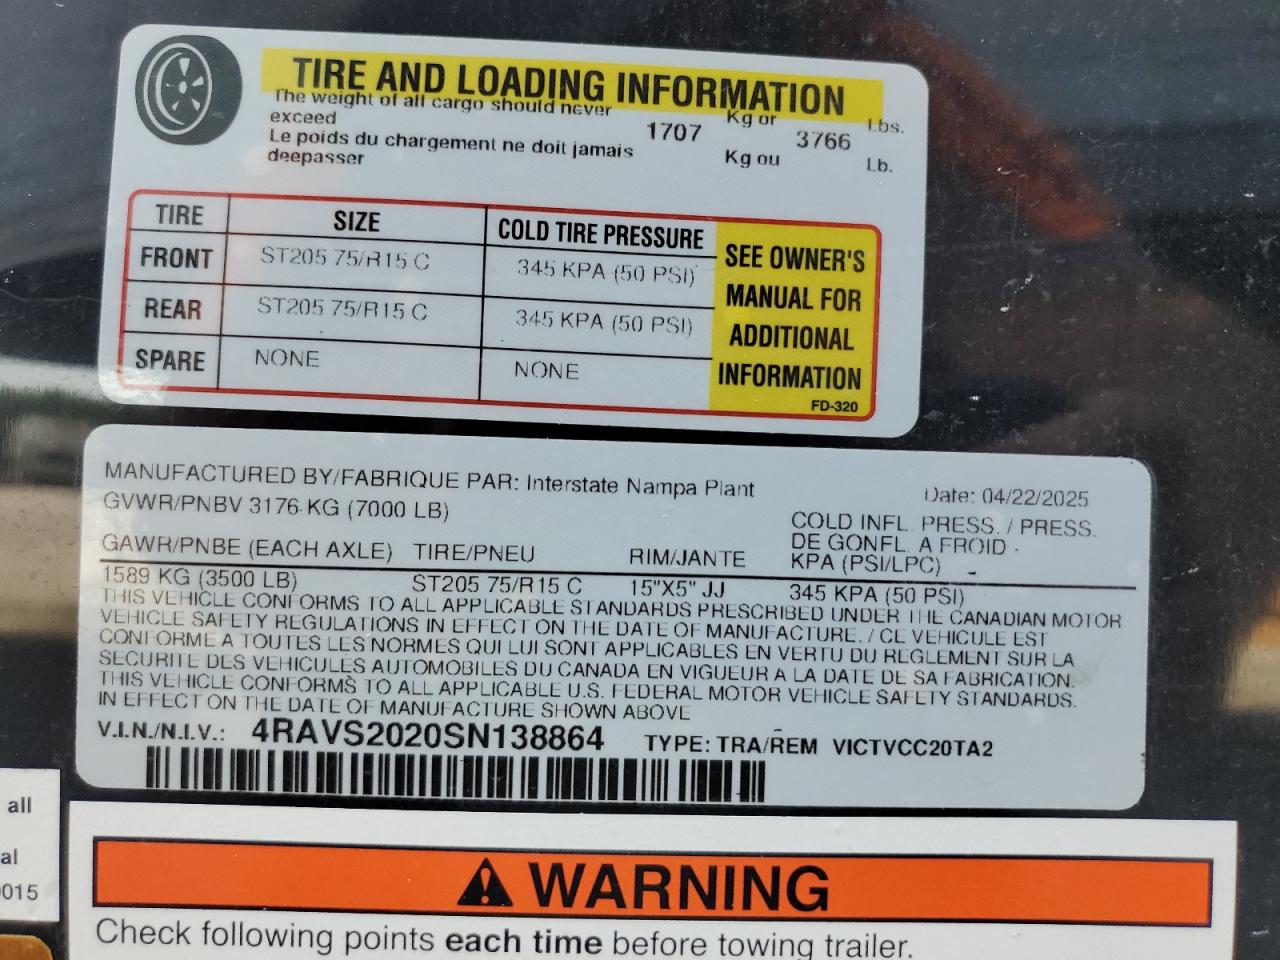 TIRE AND LOADING INFORMATION
The weight of all cargo should never
exceed
Le poids du chargement ne doit jamais
deepasser
1707 Kg or 3766 Lbs.
Kg ou Lb.
TIRE SIZE COLD TIRE PRESSURE
FRONT ST205 75/R15 C 345 KPA (50 PSI)
REAR ST205 75/R15 C 345 KPA (50 PSI)
SPARE NONE NONE
SEE OWNER'S
MANUAL FOR
ADDITIONAL
INFORMATION
FD-320
MANUFACTURED BY/FABRIQUE PAR: Interstate Nampa Plant
Date: 04/22/2025
GVWR/PNBV 3176 KG (7000 LB)
COLD INFL. PRESS. / PRESS.
DE GONFL. A FROID -
KPA (PSI/LPC)
GAWR/PNBE (EACH AXLE) TIRE/PNEU RIM/JANTE
1589 KG (3500 LB) ST205 75/R15 C 15"X5" JJ 345 KPA (50 PSI)
THIS VEHICLE CONFORMS TO ALL APPLICABLE STANDARDS PRESCRIBED UNDER THE CANADIAN MOTOR
VEHICLE SAFETY REGULATIONS IN EFFECT ON THE DATE OF MANUFACTURE. / CE VEHICULE EST
CONFORME A TOUTES LES NORMES QUI LUI SONT APPLICABLES EN VERTU DU REGLEMENT SUR LA
SECURITE DES VEHICULES AUTOMOBILES DU CANADA EN VIGUEUR A LA DATE DE SA FABRICATION.
THIS VEHICLE CONFORMS TO ALL APPLICABLE U.S. FEDERAL MOTOR VEHICLE SAFETY STANDARDS.
IN EFFECT ON THE DATE OF MANUFACTURE SHOWN ABOVE
V.I.N./N.I.V.: 4RAVS2020SN138864 TYPE: TRA/REM VICTVCC20TA2
all
al
0015
WARNING
Check following points each time before towing trailer.